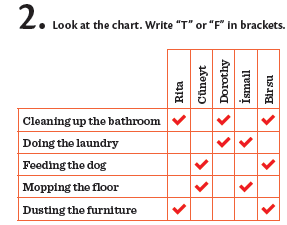 2. Look at the chart. Write “T” or “F” in brackets.
Rita
Cüneyt
Dorothy
İsmail
Birsu
Cleaning up the bathroom
Doing the laundry
Feeding the dog
Mopping the floor
Dusting the furniture